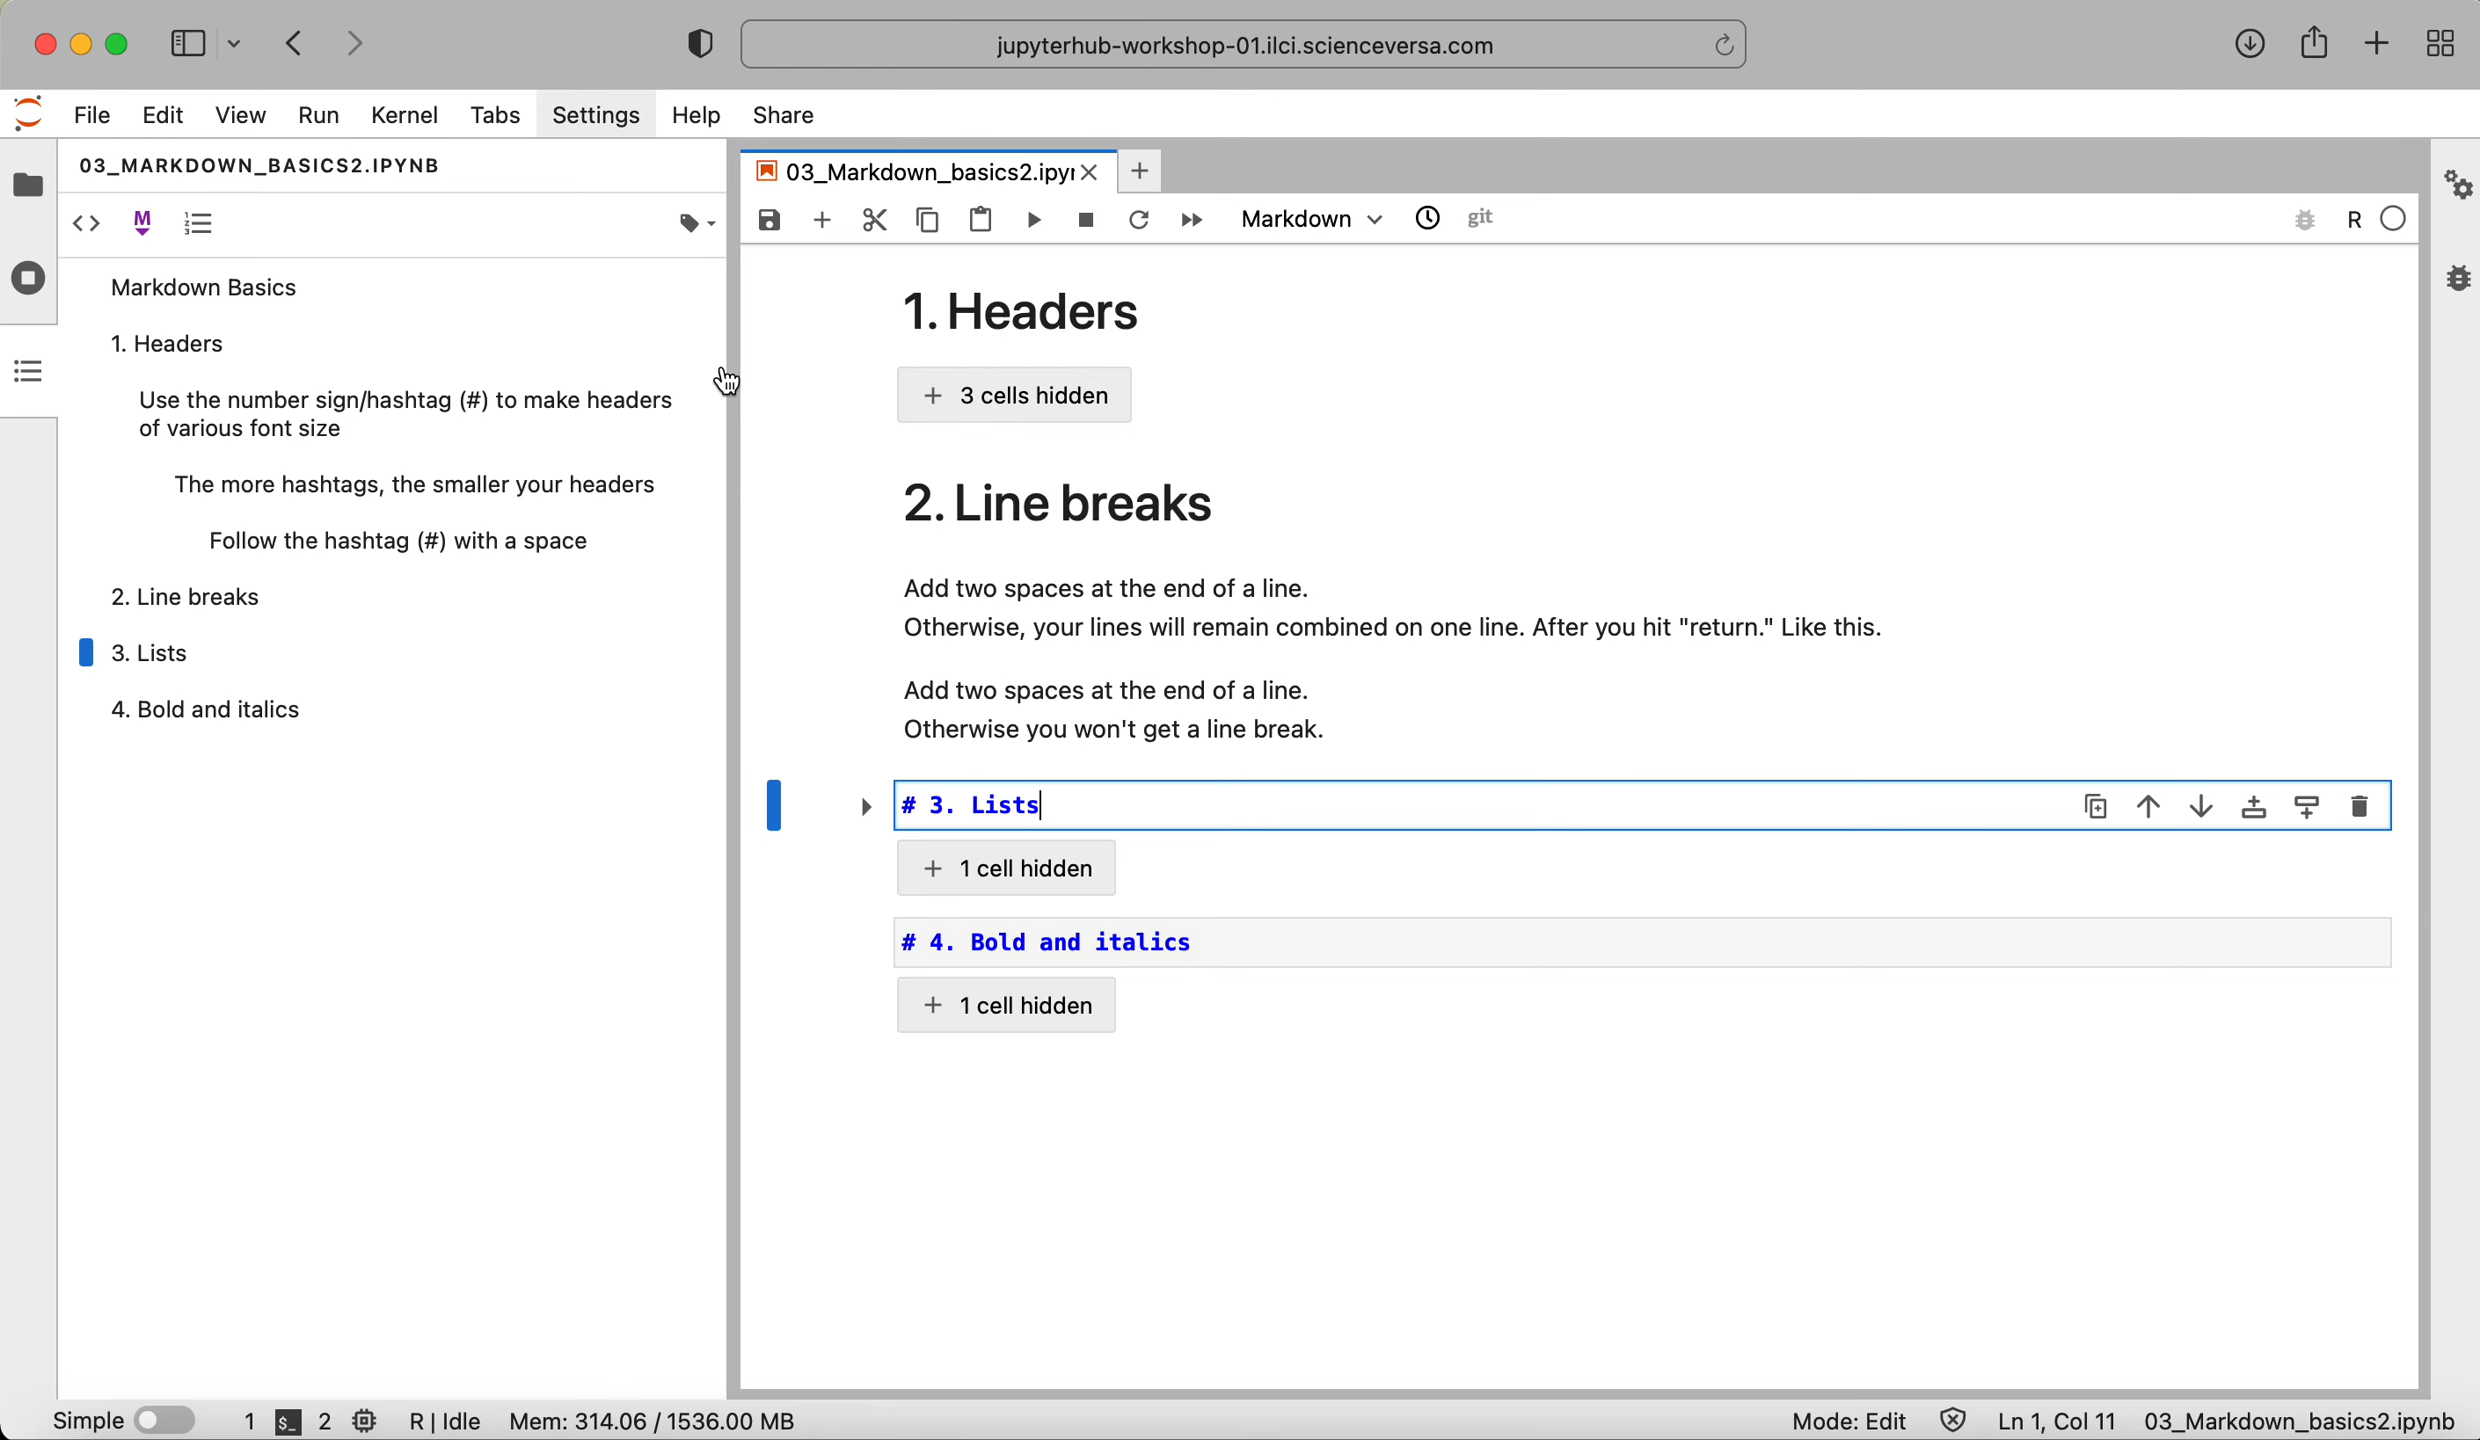 jupyterhub-workshop-01.ilci.scienceversa.com
File Edit View Run Kernel Tabs Settings Help Share
03_MARKDOWN_BASICS2.IPYNB
M
Markdown Basics
1. Headers
Use the number sign/hashtag (#) to make headers
of various font size
The more hashtags, the smaller your headers
Follow the hashtag (#) with a space
2. Line breaks
3. Lists
4. Bold and italics
03_Markdown_basics2.ipyr
Markdown git R
1. Headers
+ 3 cells hidden
2. Line breaks
Add two spaces at the end of a line.
Otherwise, your lines will remain combined on one line. After you hit "return." Like this.
Add two spaces at the end of a line.
Otherwise you won't get a line break.
# 3. Lists
+ 1 cell hidden
# 4. Bold and italics
+ 1 cell hidden
Simple 1 $_ 2 R | Idle Mem: 314.06 / 1536.00 MB Mode: Edit Ln 1, Col 11 03_Markdown_basics2.ipynb